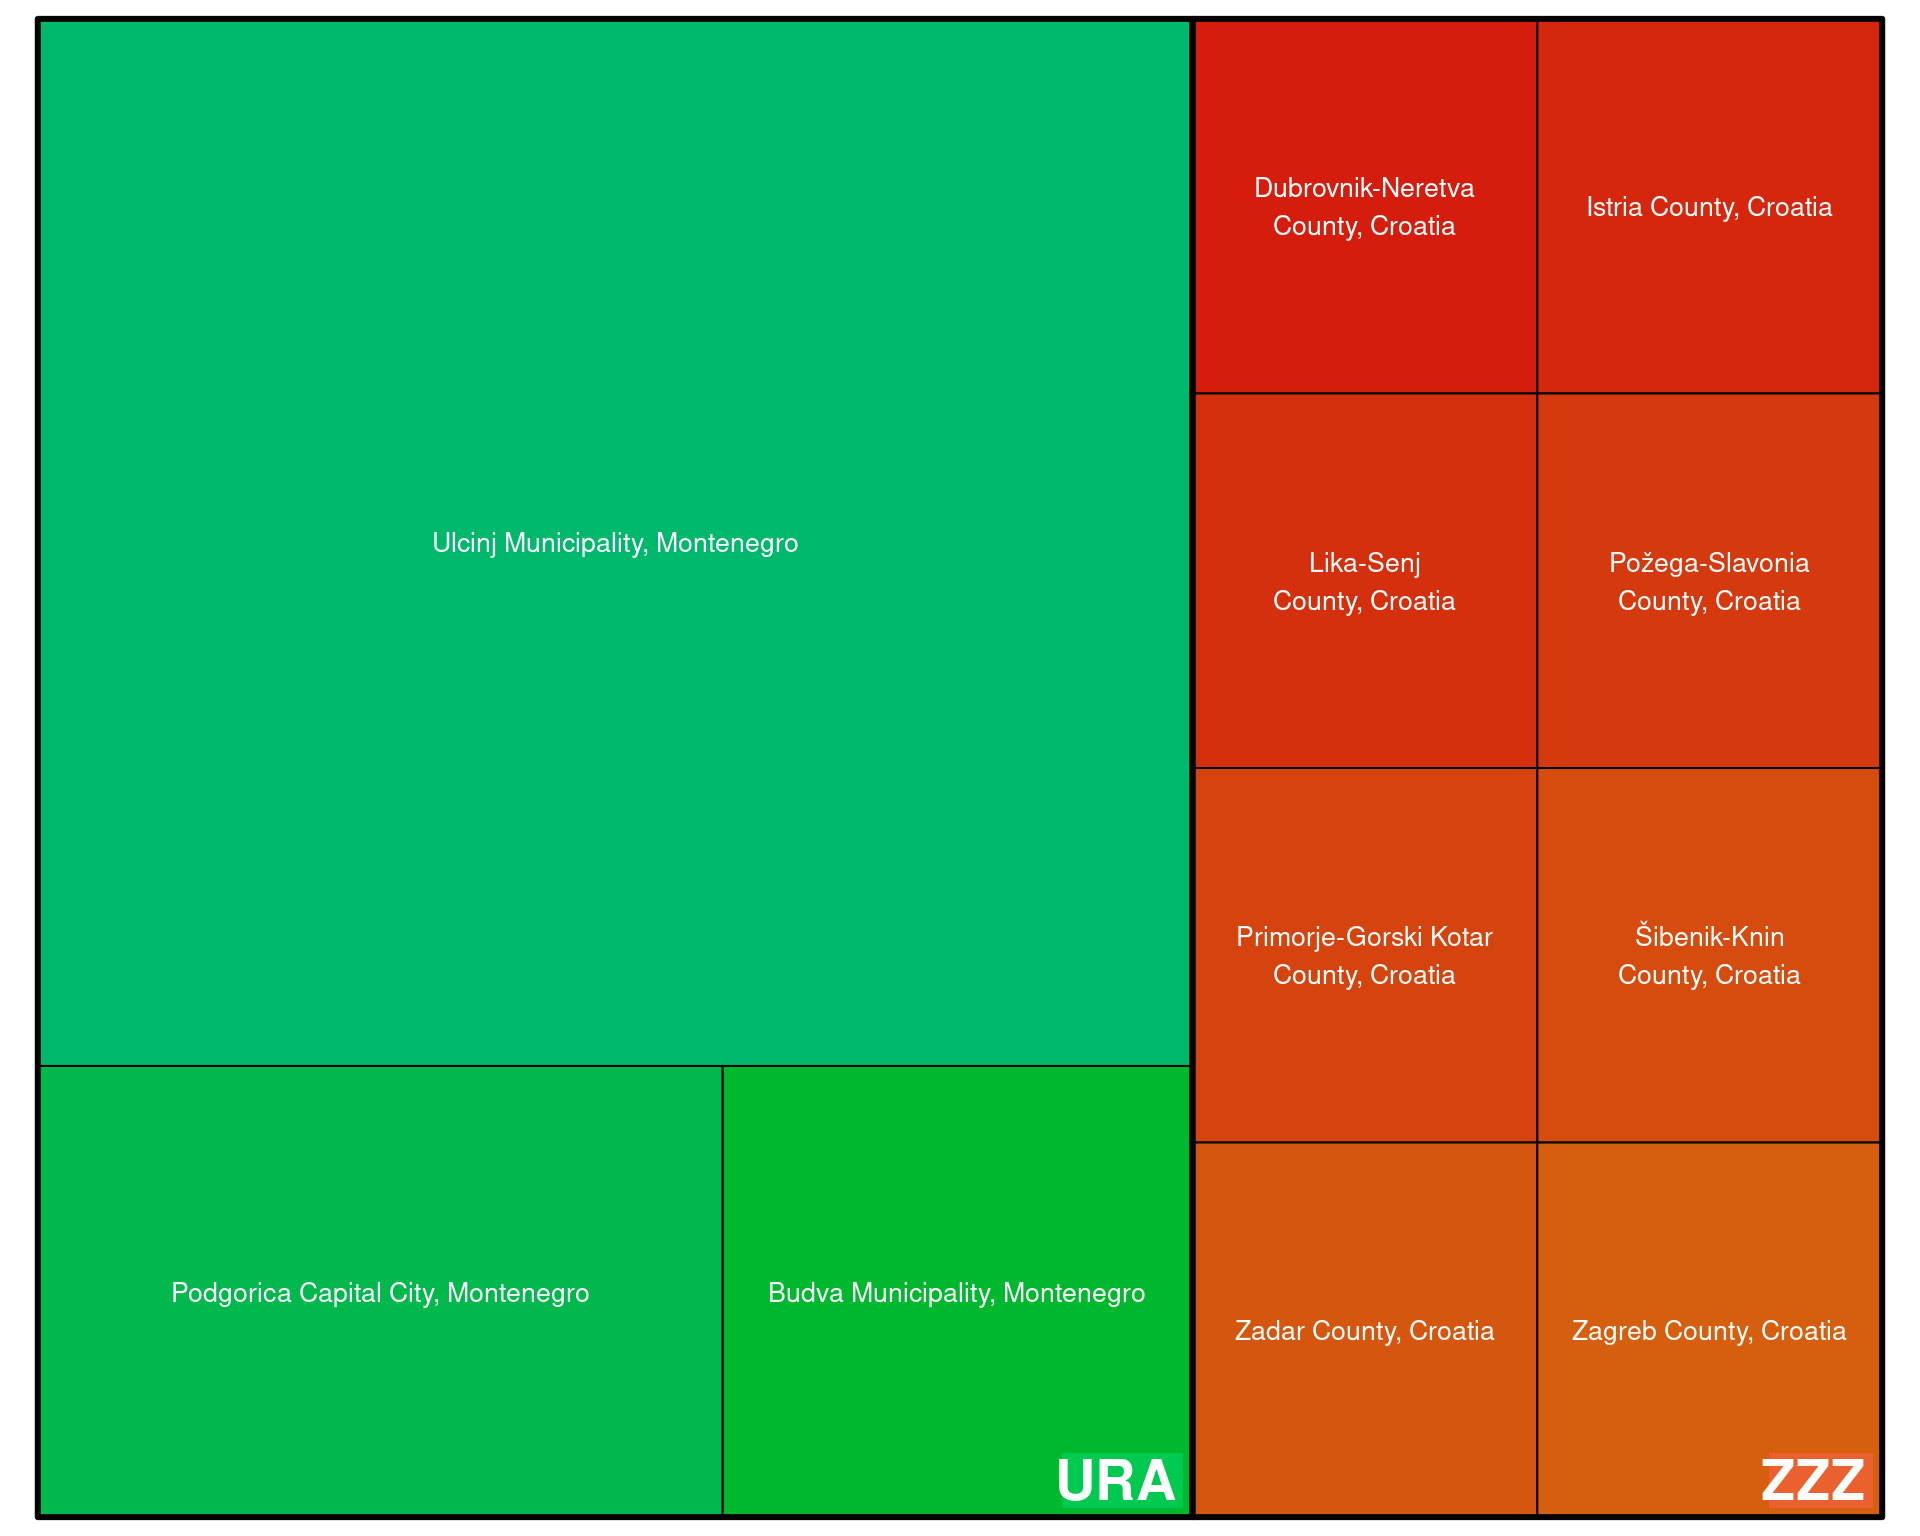 Ulcinj Municipality, Montenegro
Podgorica Capital City, Montenegro
Budva Municipality, Montenegro
URA
Dubrovnik-Neretva
County, Croatia
Istria County, Croatia
Lika-Senj
County, Croatia
Požega-Slavonia
County, Croatia
Primorje-Gorski Kotar
County, Croatia
Šibenik-Knin
County, Croatia
Zadar County, Croatia
Zagreb County, Croatia
ZZZ